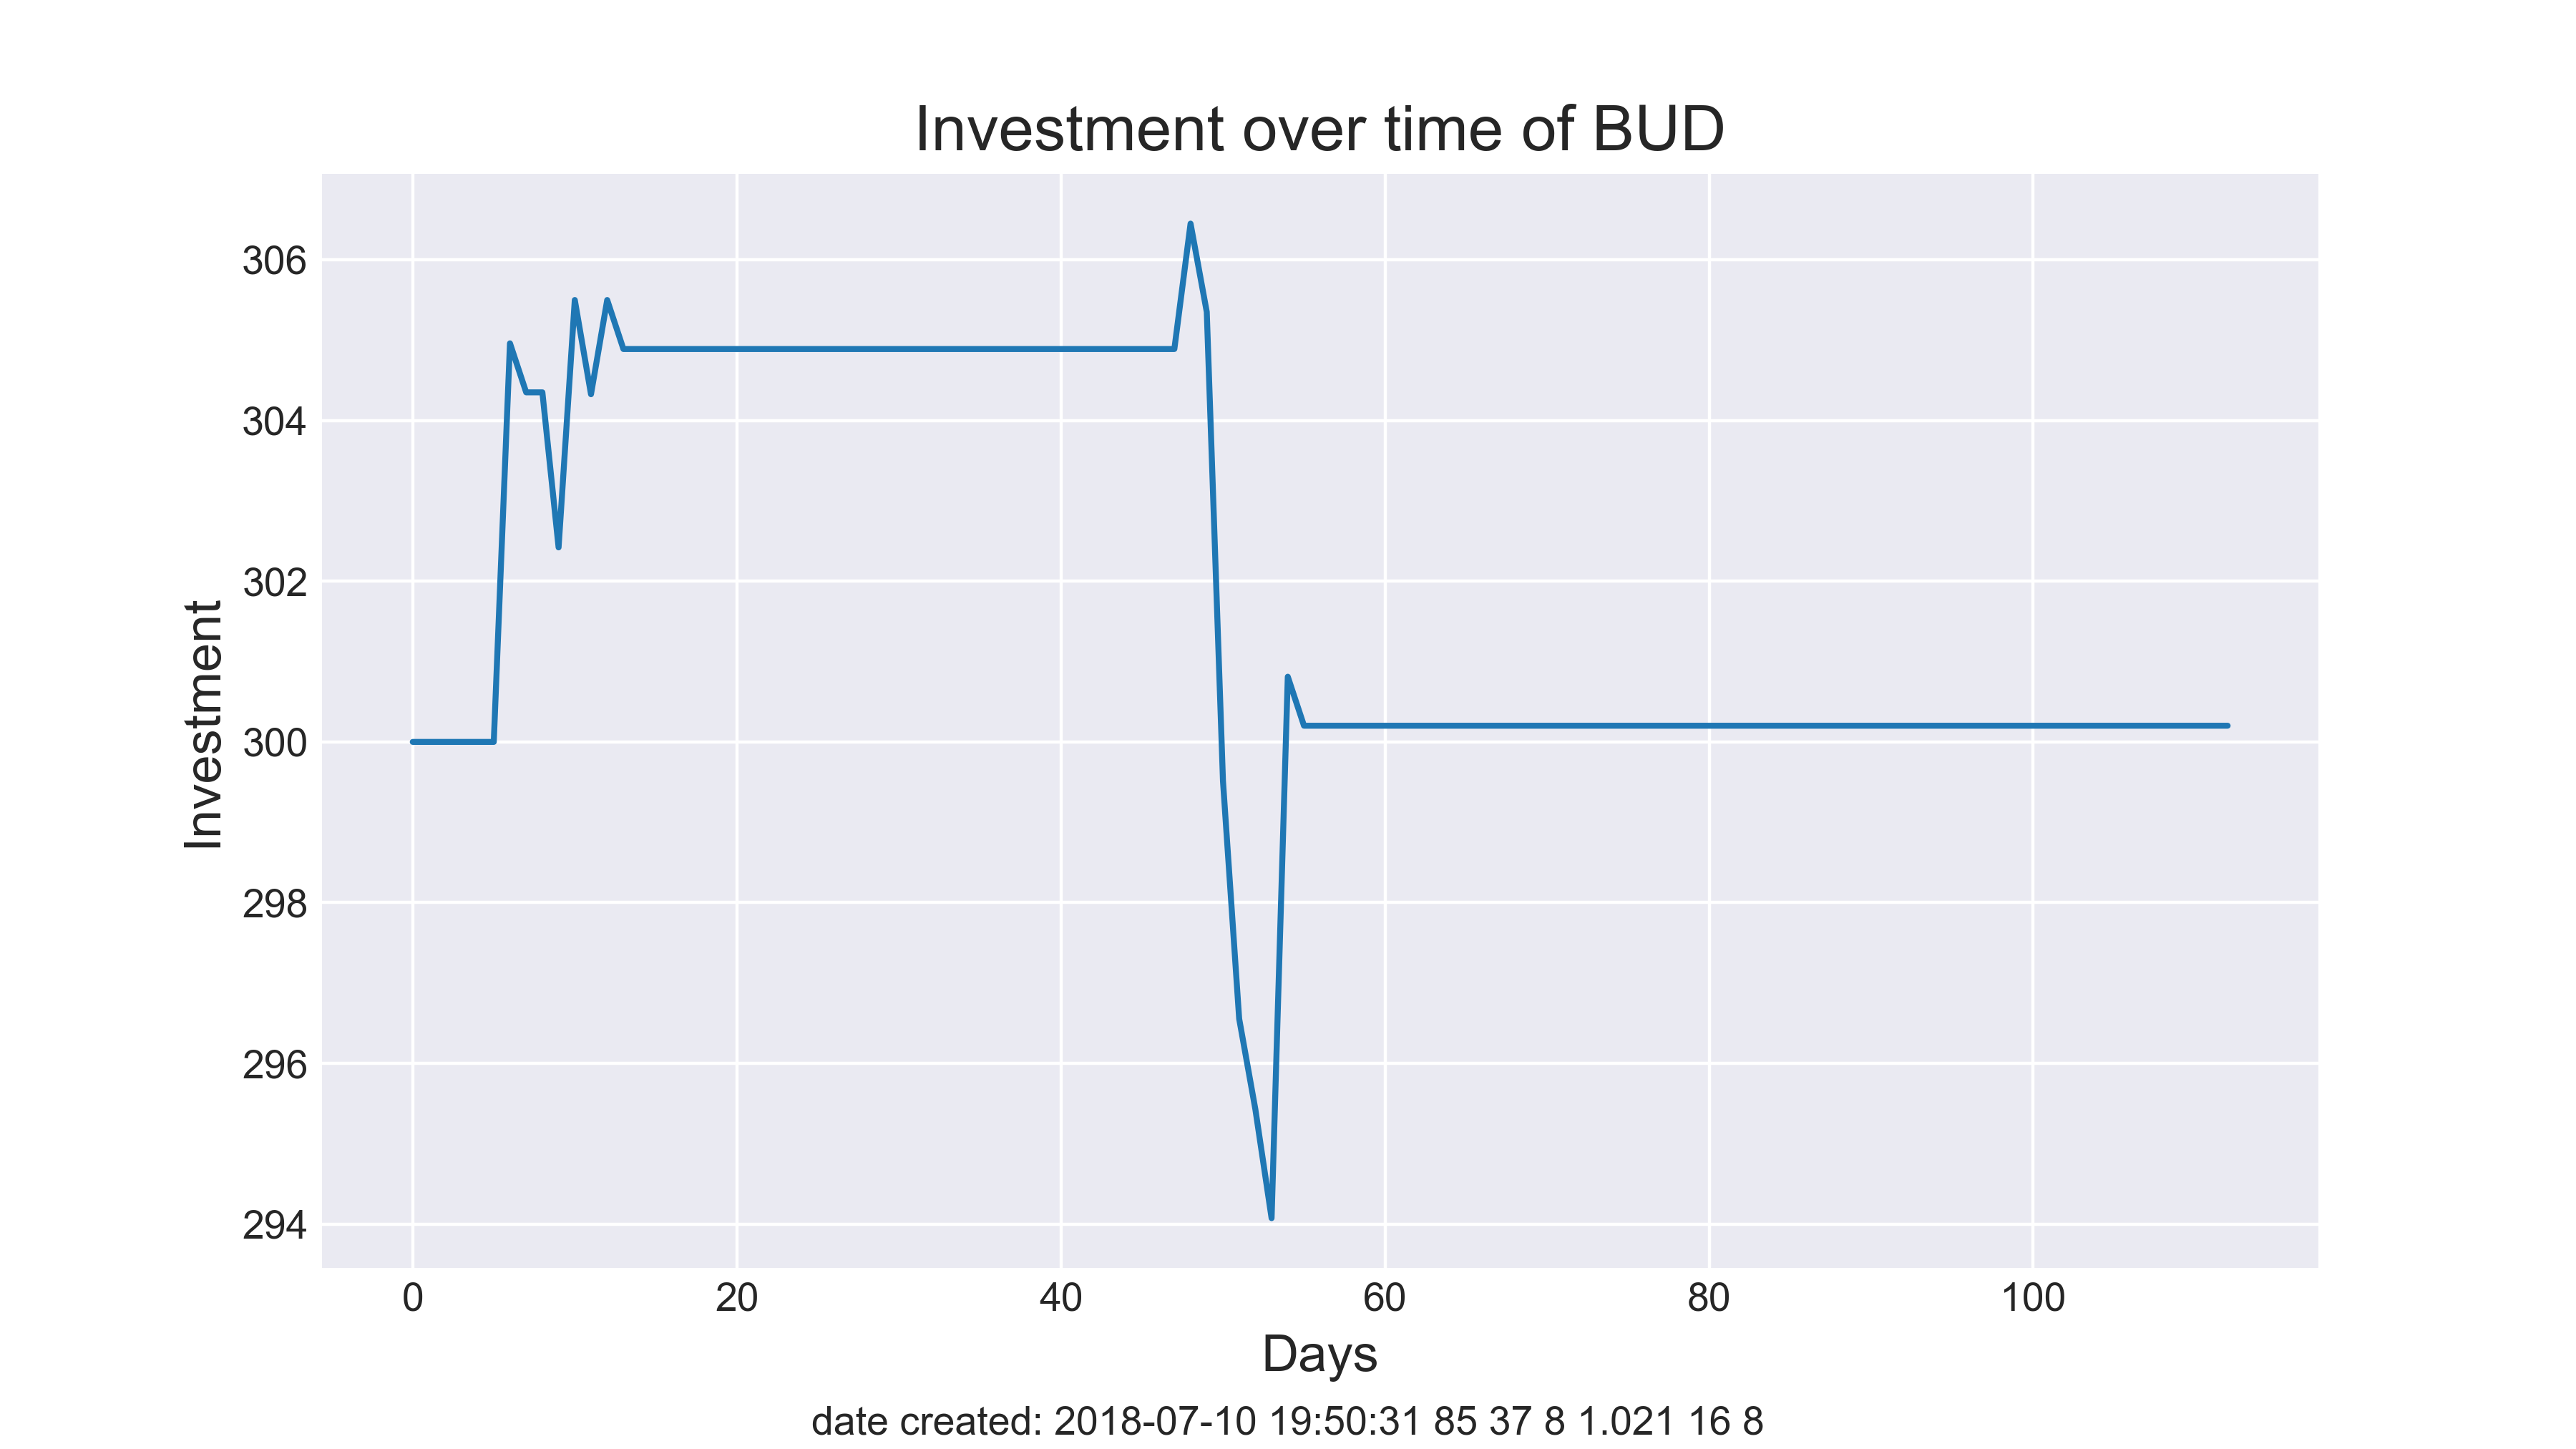 Investment over time of BUD
Investment
306
304
302
300
298
296
294
0 20 40 60 80 100
Days
date created: 2018-07-10 19:50:31 85 37 8 1.021 16 8